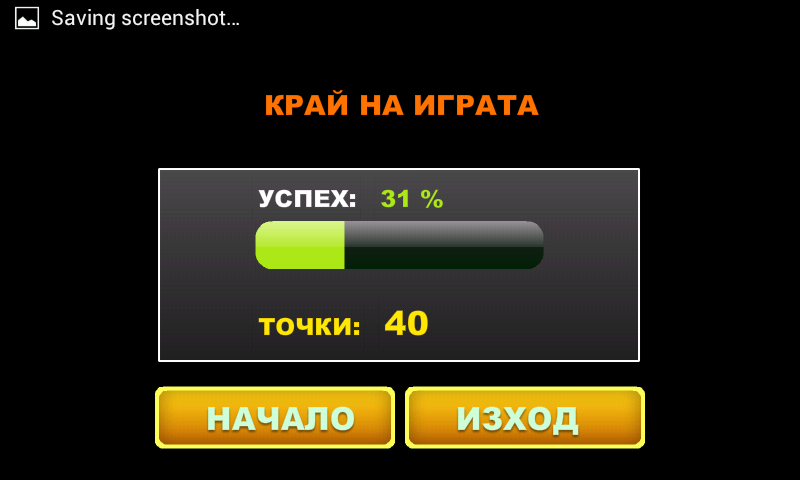 Saving screenshot...
КРАЙ НА ИГРАТА
УСПЕХ: 31 %
ТОЧКИ: 40
НАЧАЛО ИЗХОД